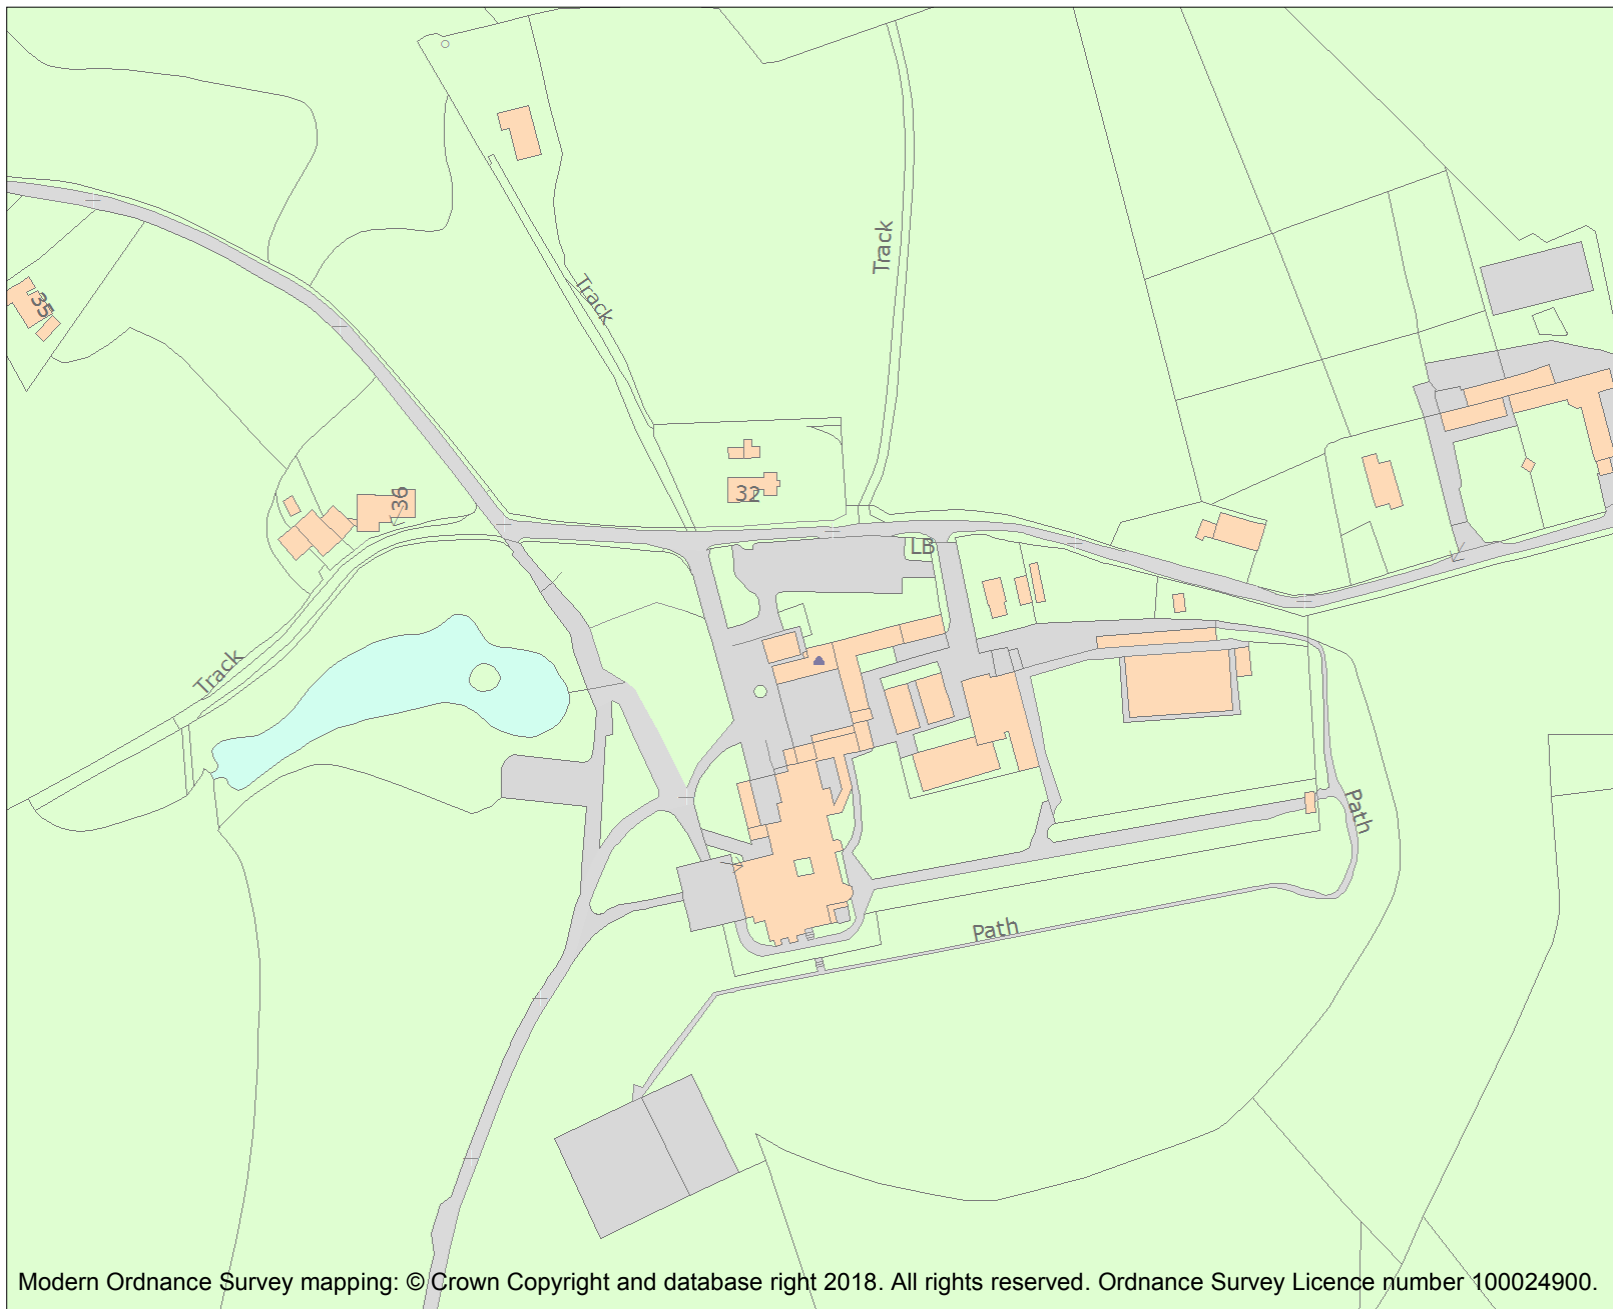 Track
Track
35
32
36
LB
Track
Path
Path
Modern Ordnance Survey mapping: © Crown Copyright and database right 2018. All rights reserved. Ordnance Survey Licence number 100024900.